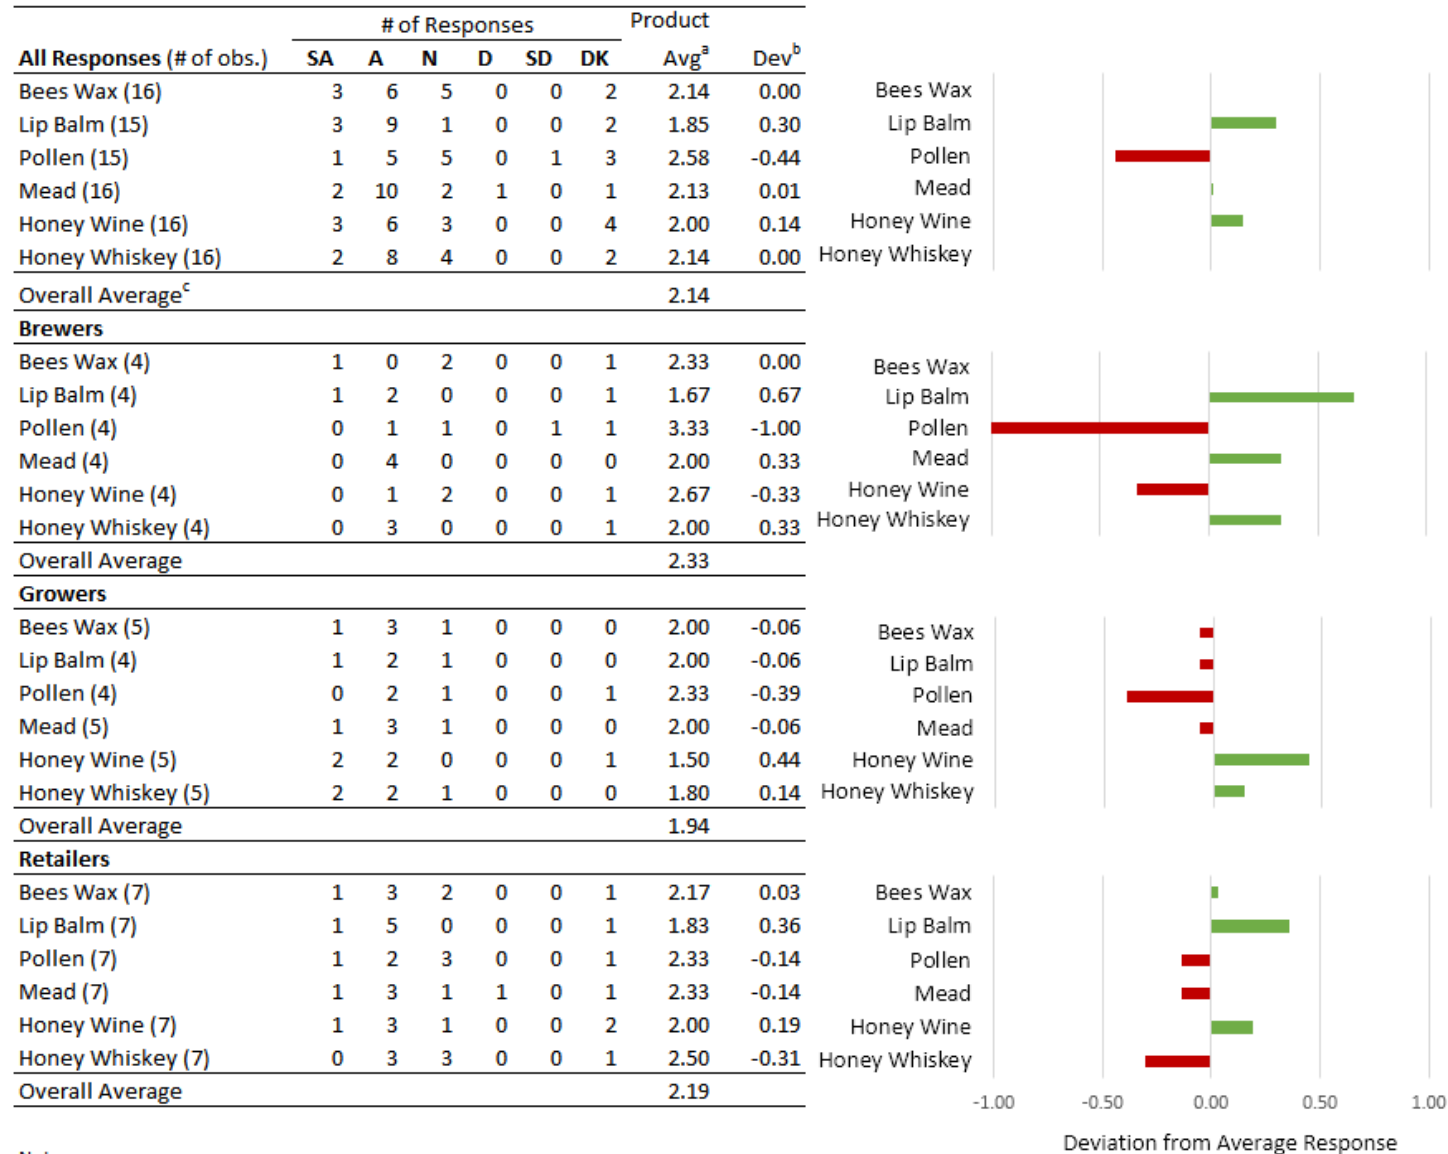 # of Responses Product
All Responses (# of obs.) SA A N D SD DK Avgᵃ Devᵇ
Bees Wax (16) 3 6 5 0 0 2 2.14 0.00
Lip Balm (15) 3 9 1 0 0 2 1.85 0.30
Pollen (15) 1 5 5 0 1 3 2.58 -0.44
Mead (16) 2 10 2 1 0 1 2.13 0.01
Honey Wine (16) 3 6 3 0 0 4 2.00 0.14
Honey Whiskey (16) 2 8 4 0 0 2 2.14 0.00
Overall Averageᶜ 2.14
Brewers
Bees Wax (4) 1 0 2 0 0 1 2.33 0.00
Lip Balm (4) 1 2 0 0 0 1 1.67 0.67
Pollen (4) 0 1 1 0 1 1 3.33 -1.00
Mead (4) 0 4 0 0 0 0 2.00 0.33
Honey Wine (4) 0 1 2 0 0 1 2.67 -0.33
Honey Whiskey (4) 0 3 0 0 0 1 2.00 0.33
Overall Average 2.33
Growers
Bees Wax (5) 1 3 1 0 0 0 2.00 -0.06
Lip Balm (4) 1 2 1 0 0 0 2.00 -0.06
Pollen (4) 0 2 1 0 0 1 2.33 -0.39
Mead (5) 1 3 1 0 0 0 2.00 -0.06
Honey Wine (5) 2 2 0 0 0 1 1.50 0.44
Honey Whiskey (5) 2 2 1 0 0 0 1.80 0.14
Overall Average 1.94
Retailers
Bees Wax (7) 1 3 2 0 0 1 2.17 0.03
Lip Balm (7) 1 5 0 0 0 1 1.83 0.36
Pollen (7) 1 2 3 0 0 1 2.33 -0.14
Mead (7) 1 3 1 1 0 1 2.33 -0.14
Honey Wine (7) 1 3 1 0 0 2 2.00 0.19
Honey Whiskey (7) 0 3 3 0 0 1 2.50 -0.31
Overall Average 2.19
Bees Wax
Lip Balm
Pollen
Mead
Honey Wine
Honey Whiskey
Bees Wax
Lip Balm
Pollen
Mead
Honey Wine
Honey Whiskey
Bees Wax
Lip Balm
Pollen
Mead
Honey Wine
Honey Whiskey
Bees Wax
Lip Balm
Pollen
Mead
Honey Wine
Honey Whiskey
-1.00 -0.50 0.00 0.50 1.00
Deviation from Average Response